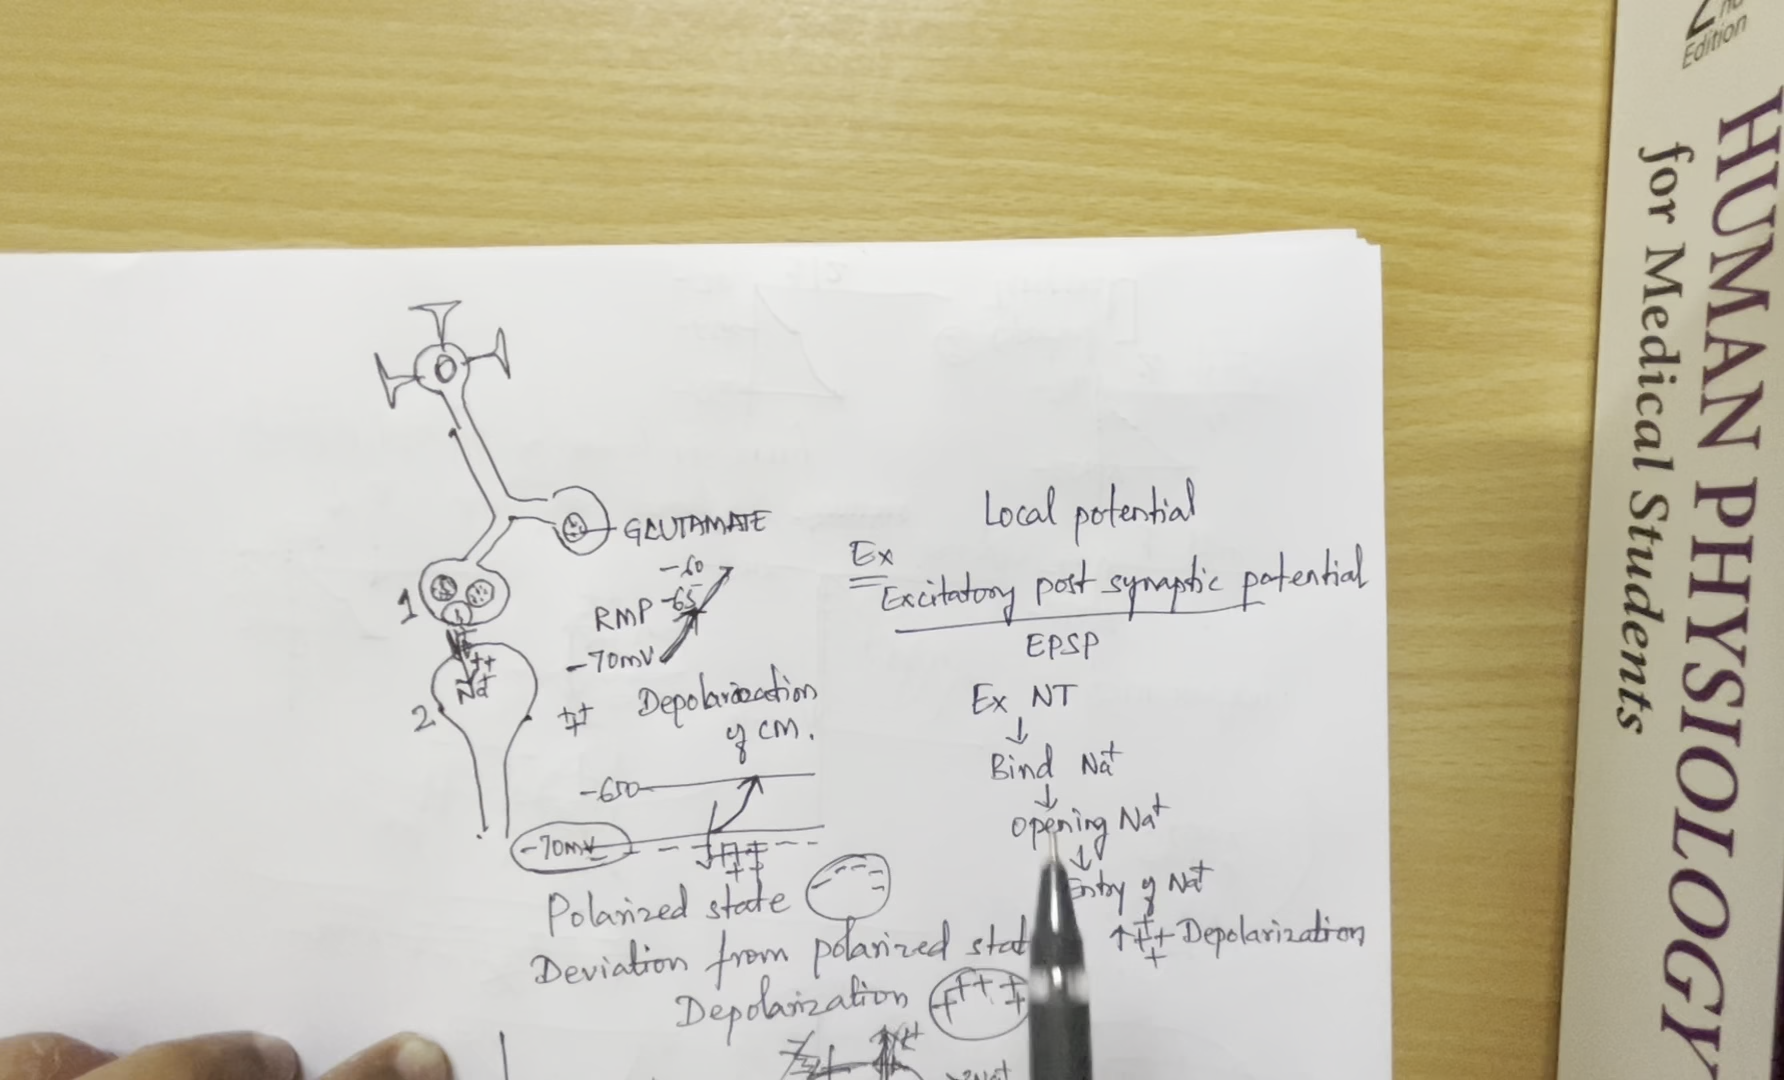 GLUTAMATE
-60
RMP -65
-70mV
Depolarization
of CM.
1
Na+
++
2
-650
-70mV
Polarized state
Deviation from polarized stat
Depolarization
Local potential
Ex
Excitatory post synaptic potential
EPSP
Ex NT
↓
Bind Na+
↓
Opening Na+
↓
Entry of Na+
↑+++ Depolarization
+
2nd
Edition
HUMAN PHYSIOLOGY
for Medical Students